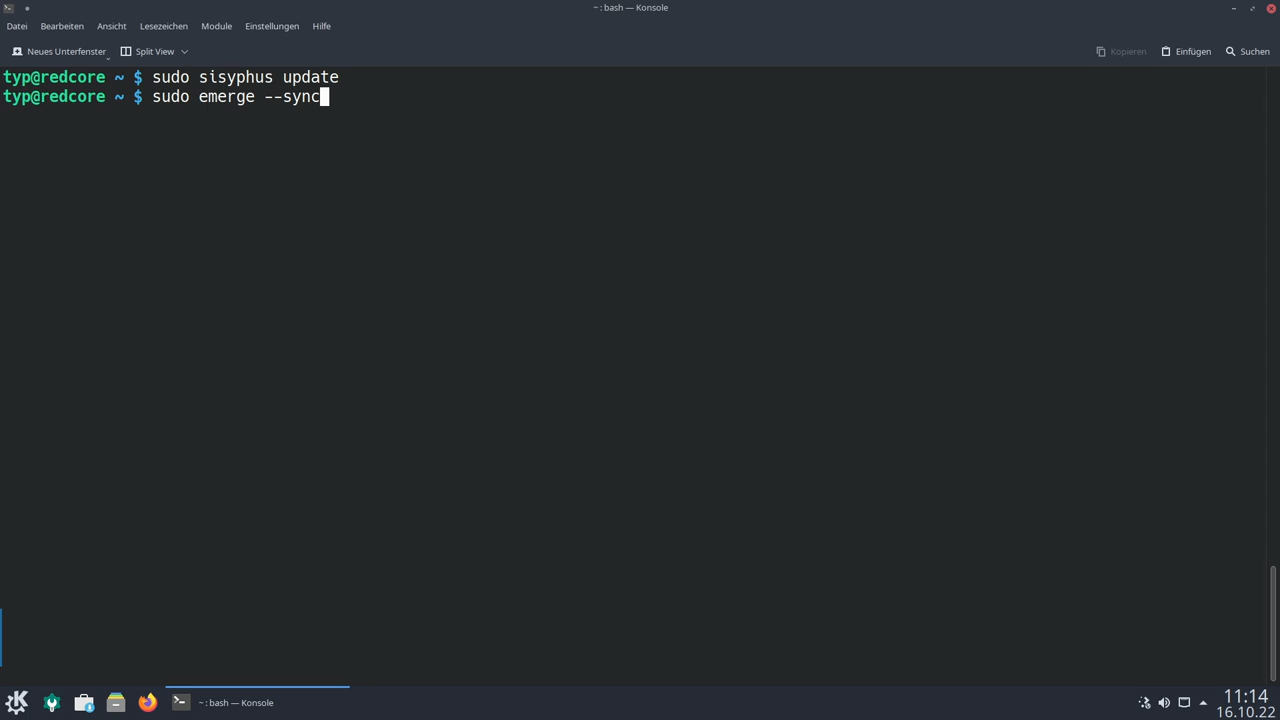 ~ : bash — Konsole
Datei Bearbeiten Ansicht Lesezeichen Module Einstellungen Hilfe
Neues Unterfenster Split View Kopieren Einfügen Suchen
typ@redcore ~ $ sudo sisyphus update
typ@redcore ~ $ sudo emerge --sync
~ : bash — Konsole
11:14
16.10.22